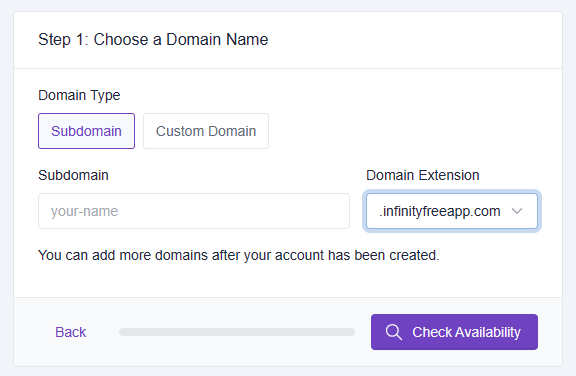 Step 1: Choose a Domain Name
Domain Type
Subdomain
Custom Domain
Subdomain
Domain Extension
your-name
.infinityfreeapp.com
You can add more domains after your account has been created.
Back
Check Availability